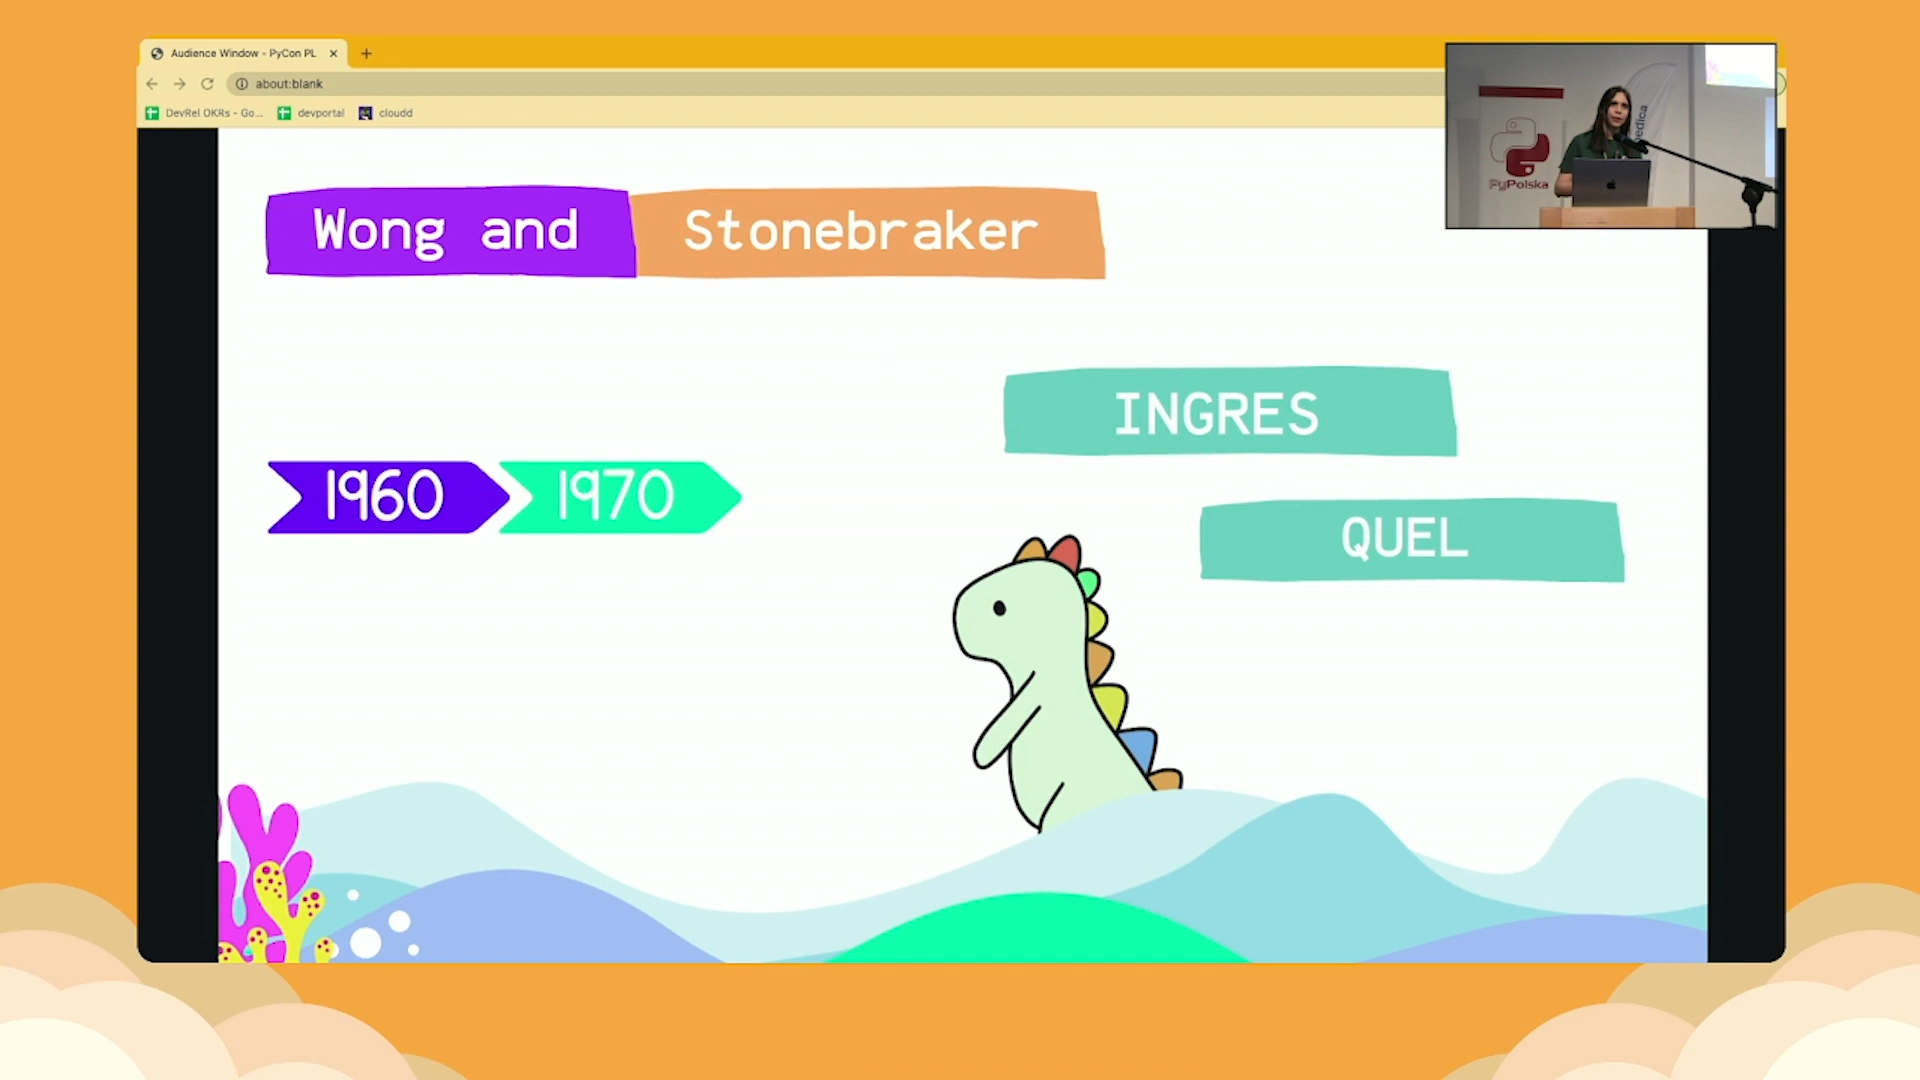 Audience Window - PyCon PL
about:blank
DevRel OKRs - Go...
devportal
cloudd
Wong and Stonebraker
INGRES
QUEL
1960
1970
PyPolska
edica